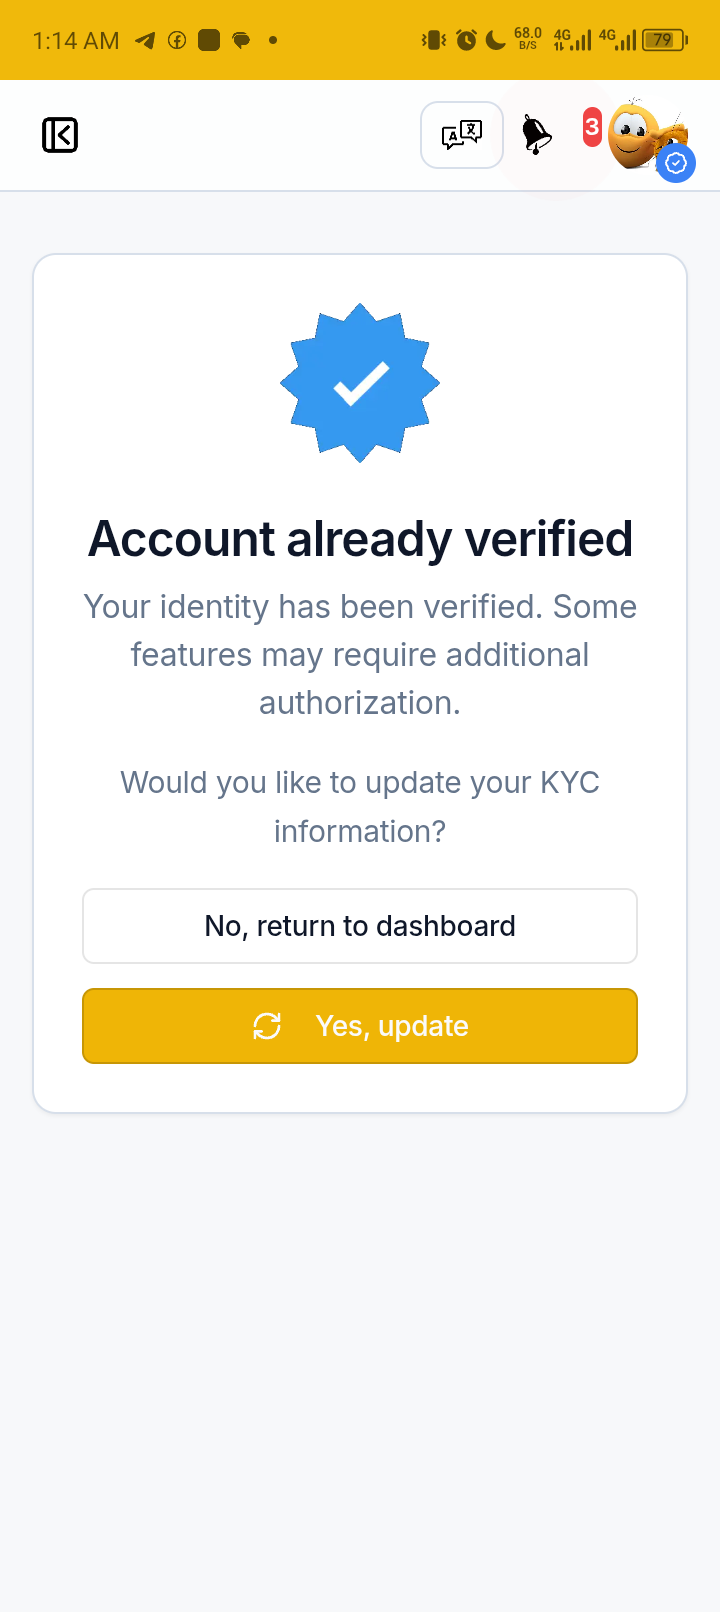 1:14 AM 68.0 B/S 4G 4G 79
A 文 3
Account already verified
Your identity has been verified. Some
features may require additional
authorization.
Would you like to update your KYC
information?
No, return to dashboard
Yes, update